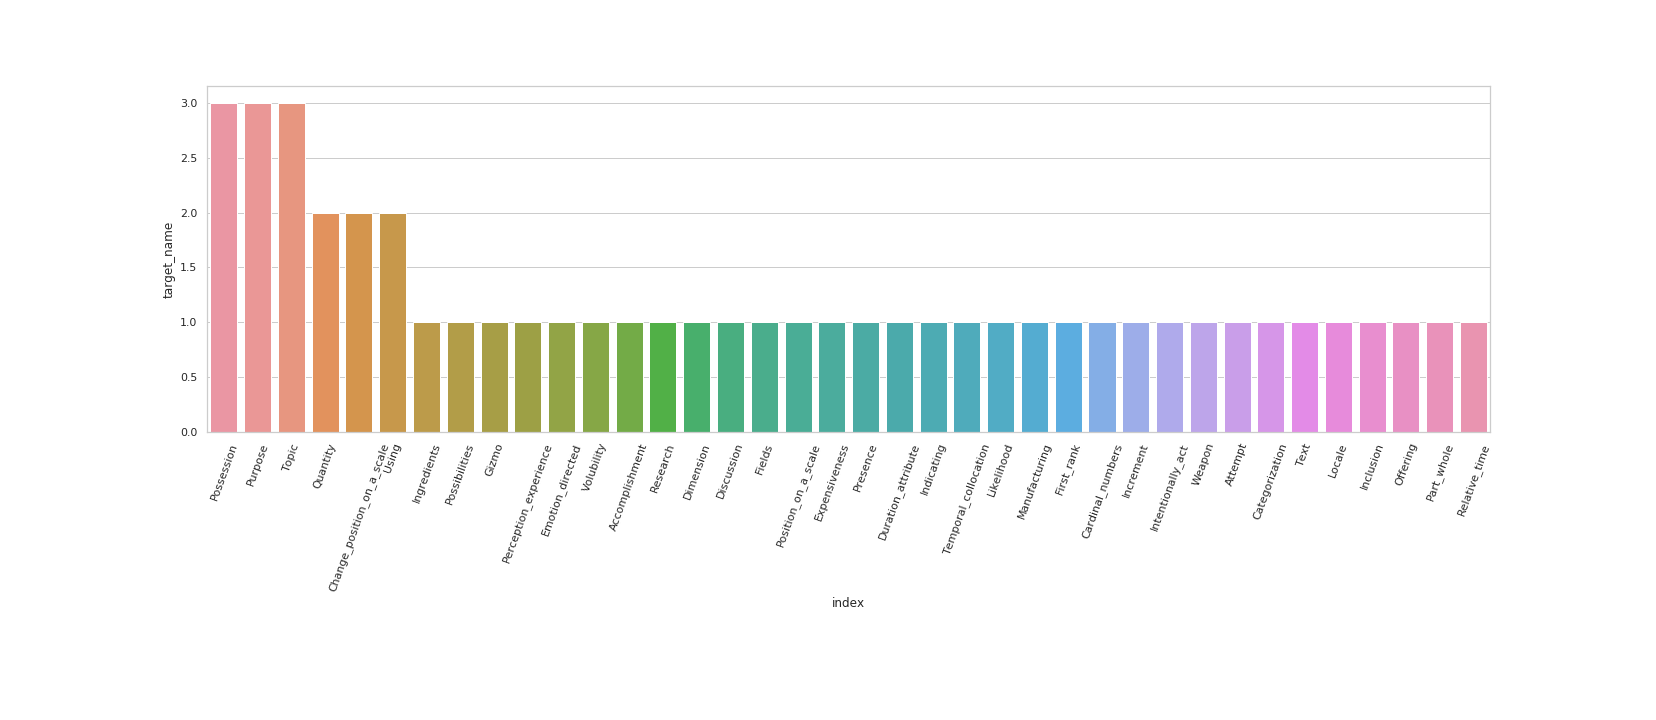 3.0
2.5
2.0
1.5
1.0
0.5
0.0
target_name
Possession
Purpose
Topic
Quantity
Change_position_on_a_scale
Using
Ingredients
Possibilities
Gizmo
Perception_experience
Emotion_directed
Volubility
Accomplishment
Research
Dimension
Discussion
Fields
Position_on_a_scale
Expensiveness
Presence
Duration_attribute
Indicating
Temporal_collocation
Likelihood
Manufacturing
First_rank
Cardinal_numbers
Increment
Intentionally_act
Weapon
Attempt
Categorization
Text
Locale
Inclusion
Offering
Part_whole
Relative_time
index